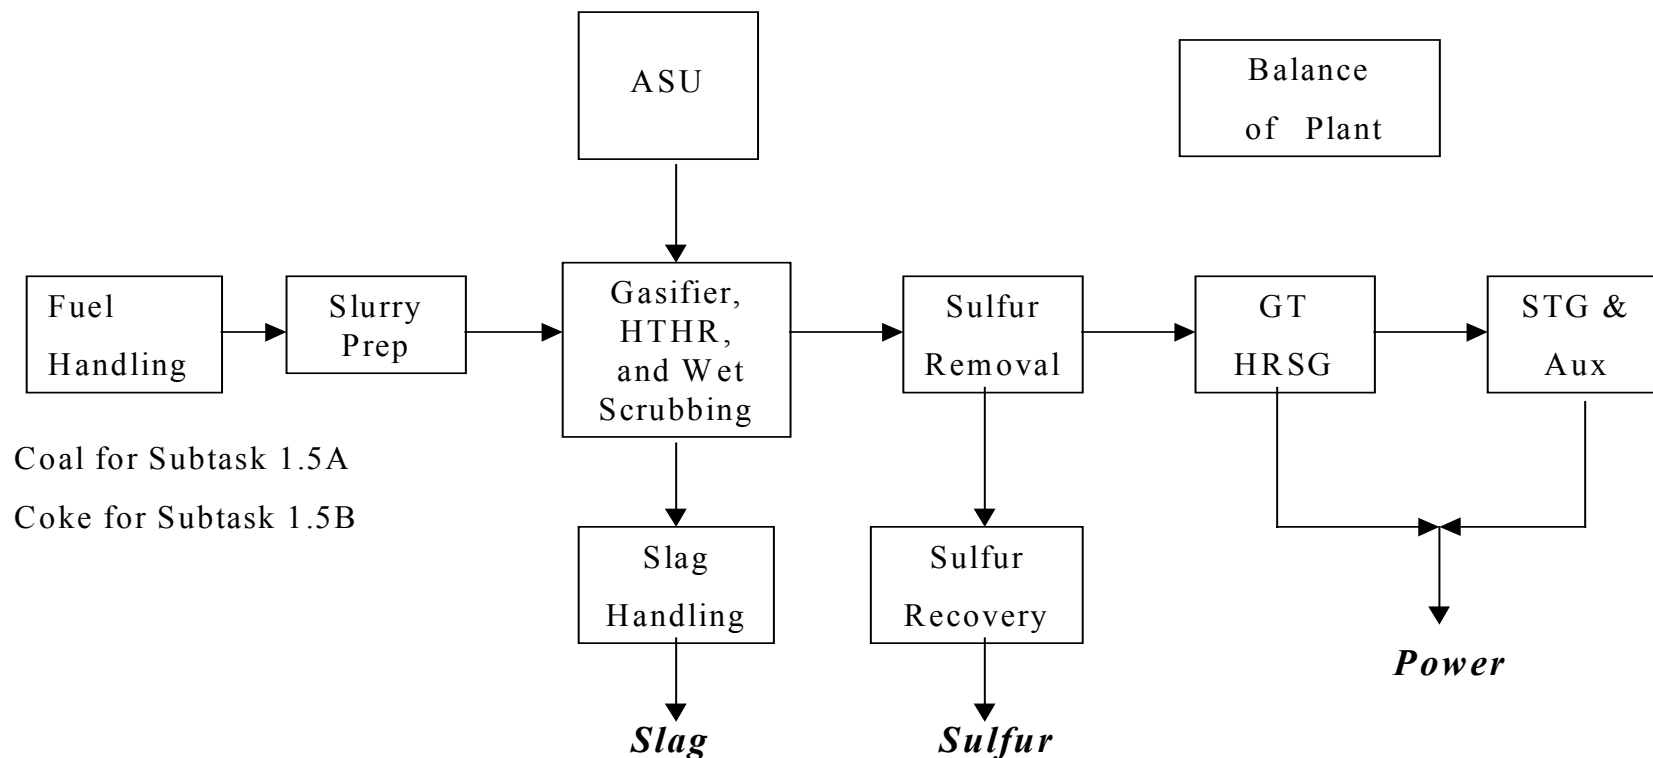 ASU
Balance
of Plant
Fuel
Handling
Slurry
Prep
Gasifier,
HTHR,
and Wet
Scrubbing
Sulfur
Removal
GT
HRSG
STG &
Aux
Coal for Subtask 1.5A
Coke for Subtask 1.5B
Slag
Handling
Sulfur
Recovery
Power
Slag
Sulfur